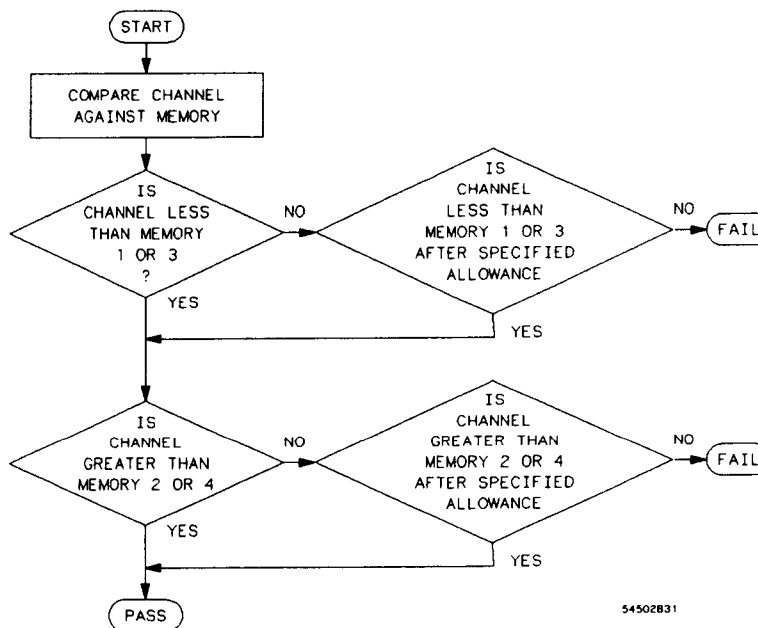 START
COMPARE CHANNEL
AGAINST MEMORY
IS
CHANNEL LESS
THAN MEMORY
1 OR 3
?
NO
YES
IS
CHANNEL
LESS THAN
MEMORY 1 OR 3
AFTER SPECIFIED
ALLOWANCE
NO
FAIL
YES
IS
CHANNEL
GREATER THAN
MEMORY 2 OR 4
NO
YES
IS
CHANNEL
GREATER THAN
MEMORY 2 OR 4
AFTER SPECIFIED
ALLOWANCE
NO
FAIL
YES
PASS
54502B31